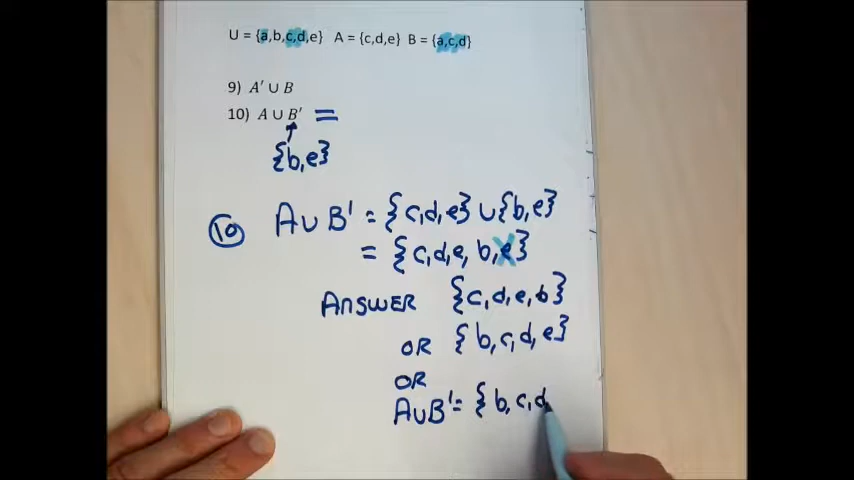 U = {a,b,c,d,e} A = {c,d,e} B = {a,c,d}
9) A′ ∪ B
10) A ∪ B′ =
{b,e}
10 A∪B' = {c,d,e} ∪ {b,e}
= {c,d,e,b,e}
ANSWER {c,d,e,b}
OR {b,c,d,e}
OR
A∪B' = {b,c,d